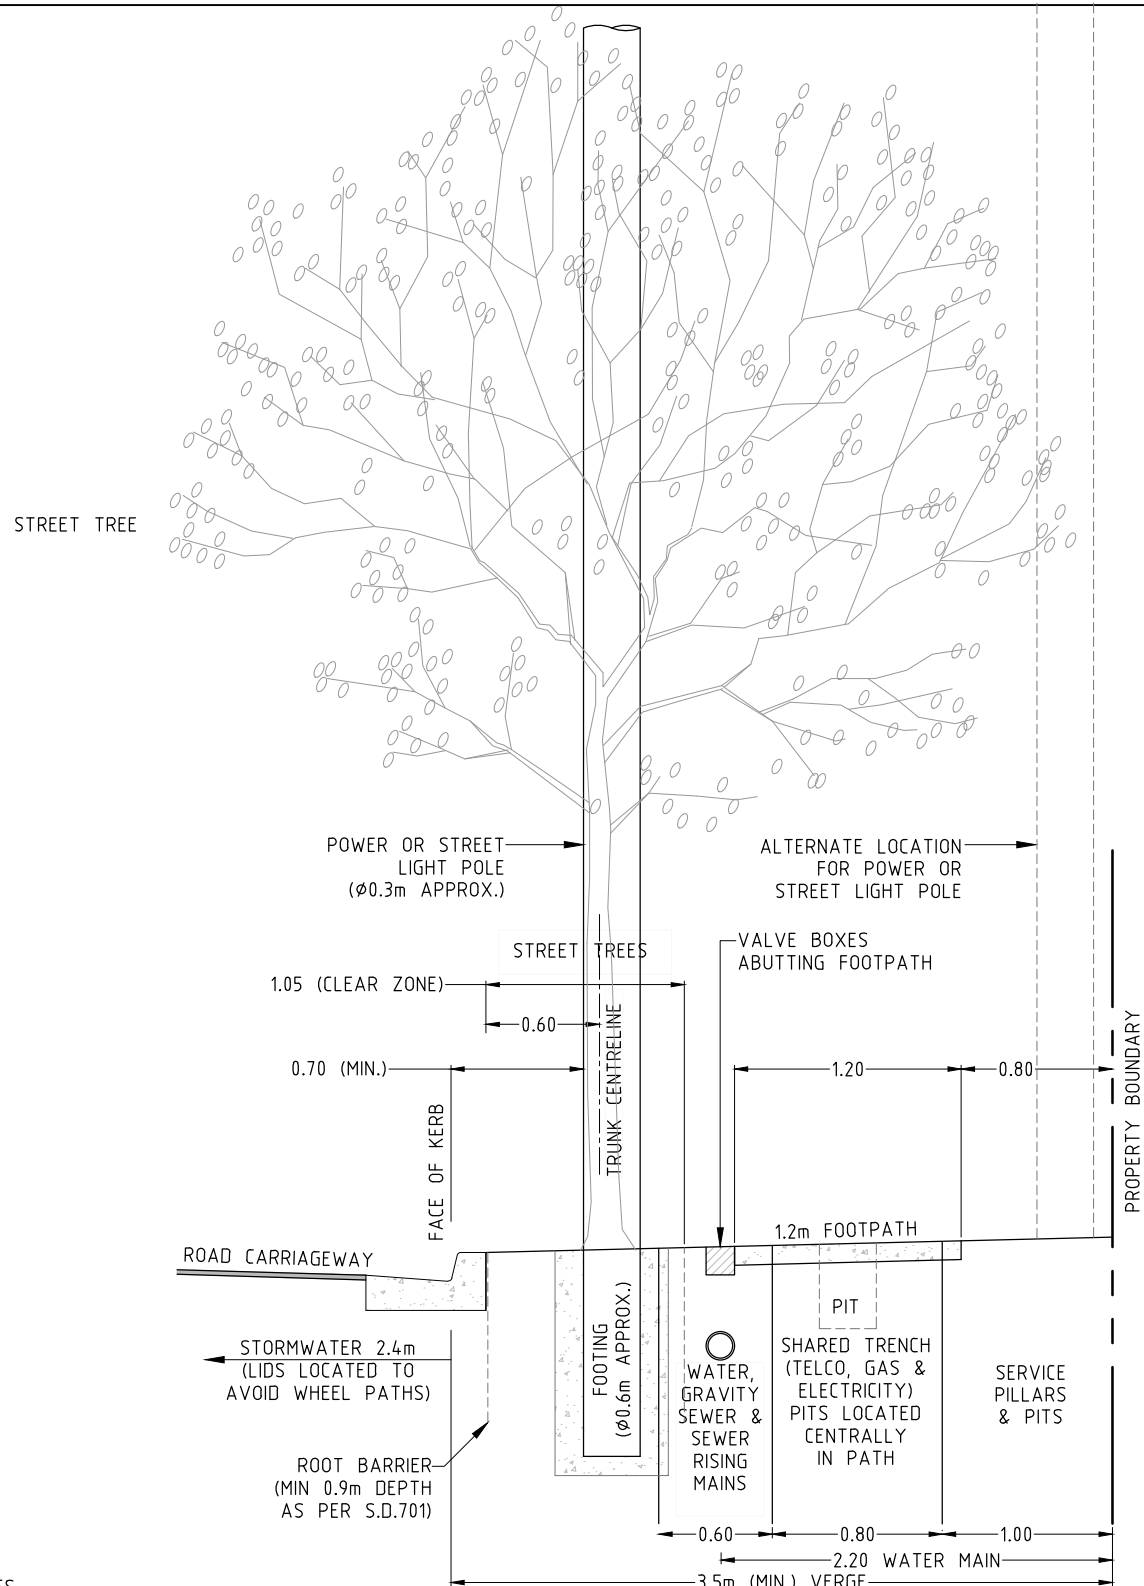 STREET TREE
POWER OR STREET
LIGHT POLE
(Ø0.3m APPROX.)
ALTERNATE LOCATION
FOR POWER OR
STREET LIGHT POLE
STREET TREES
VALVE BOXES
ABUTTING FOOTPATH
1.05 (CLEAR ZONE)
0.60
0.70 (MIN.)
1.20
0.80
TRUNK CENTRELINE
FACE OF KERB
PROPERTY BOUNDARY
1.2m FOOTPATH
ROAD CARRIAGEWAY
PIT
FOOTING
(Ø0.6m APPROX.)
STORMWATER 2.4m
(LIDS LOCATED TO
AVOID WHEEL PATHS)
WATER,
GRAVITY
SEWER &
SEWER
RISING
MAINS
SHARED TRENCH
(TELCO, GAS &
ELECTRICITY)
PITS LOCATED
CENTRALLY
IN PATH
SERVICE
PILLARS
& PITS
ROOT BARRIER
(MIN 0.9m DEPTH
AS PER S.D.701)
0.60
0.80
1.00
2.20 WATER MAIN
3.5m (MIN.) VERGE